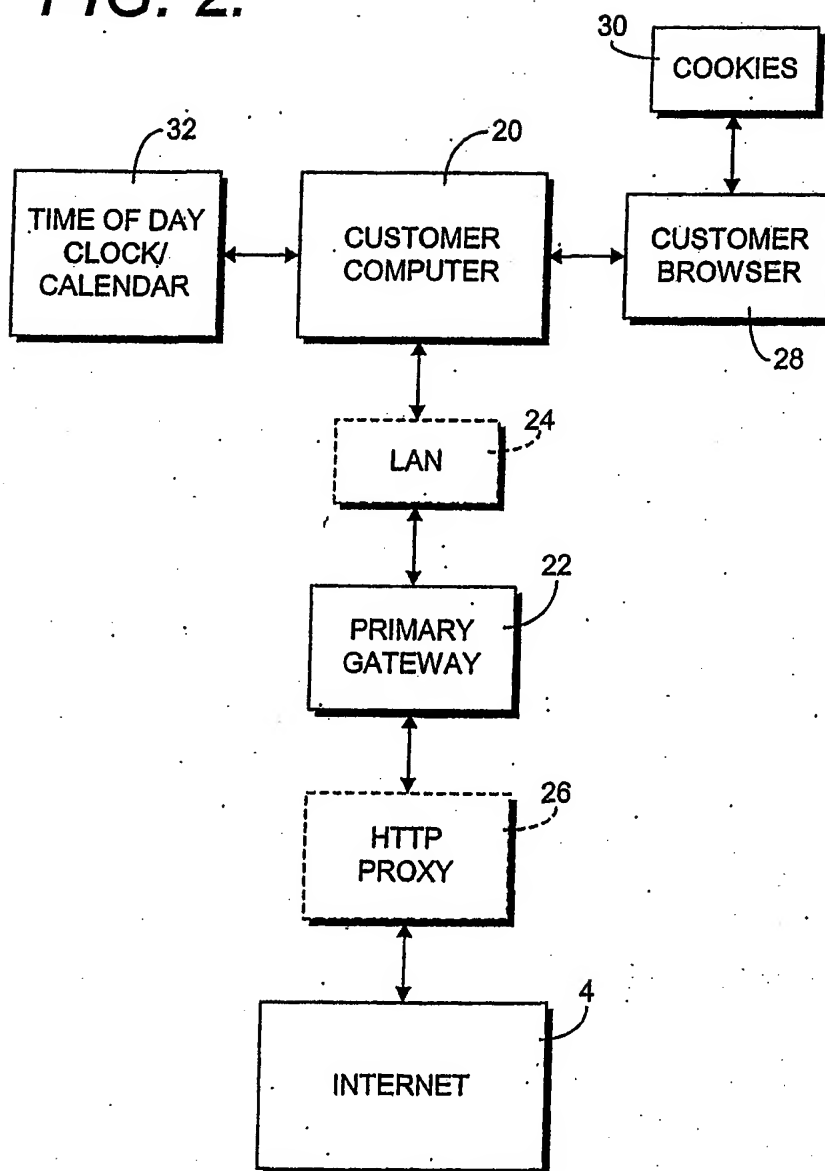 FIG. 2.
30
COOKIES
32
20
TIME OF DAY
CLOCK/
CALENDAR
CUSTOMER
COMPUTER
CUSTOMER
BROWSER
28
24
LAN
22
PRIMARY
GATEWAY
26
HTTP
PROXY
4
INTERNET